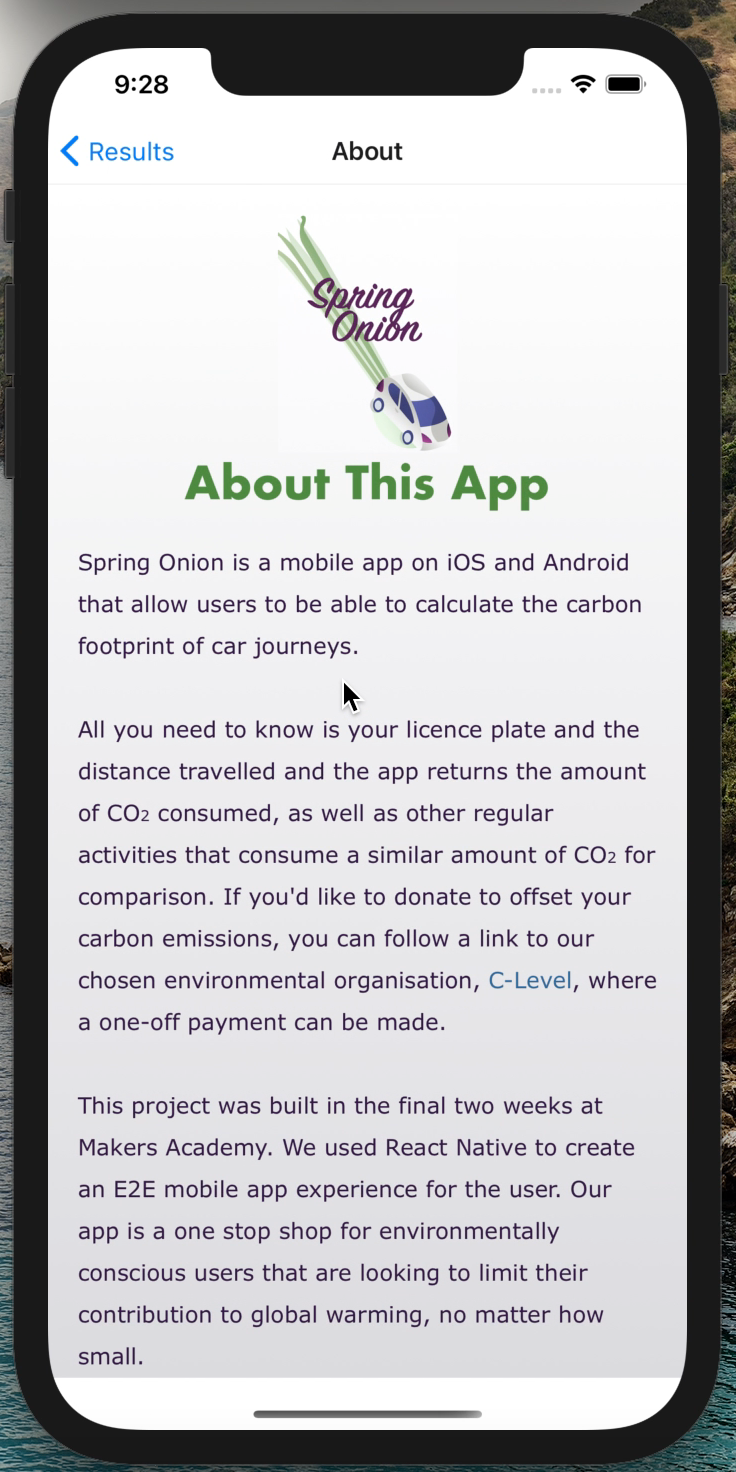 9:28
Results
About
Spring
Onion
About This App
Spring Onion is a mobile app on iOS and Android
that allow users to be able to calculate the carbon
footprint of car journeys.
All you need to know is your licence plate and the
distance travelled and the app returns the amount
of CO₂ consumed, as well as other regular
activities that consume a similar amount of CO₂ for
comparison. If you'd like to donate to offset your
carbon emissions, you can follow a link to our
chosen environmental organisation, C-Level, where
a one-off payment can be made.
This project was built in the final two weeks at
Makers Academy. We used React Native to create
an E2E mobile app experience for the user. Our
app is a one stop shop for environmentally
conscious users that are looking to limit their
contribution to global warming, no matter how
small.